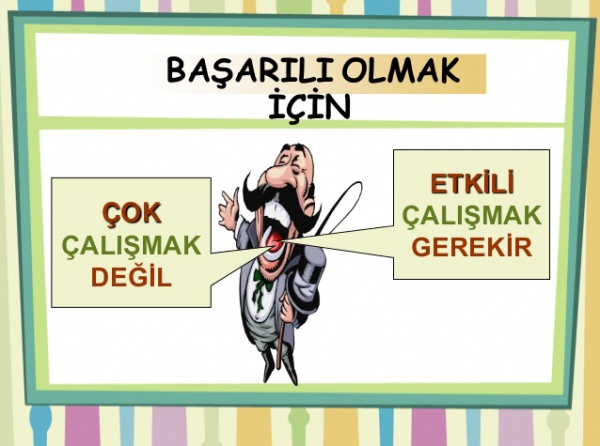 BAŞARILI OLMAK
İÇİN
ÇOK
ÇALIŞMAK
DEĞİL
ETKİLİ
ÇALIŞMAK
GEREKİR